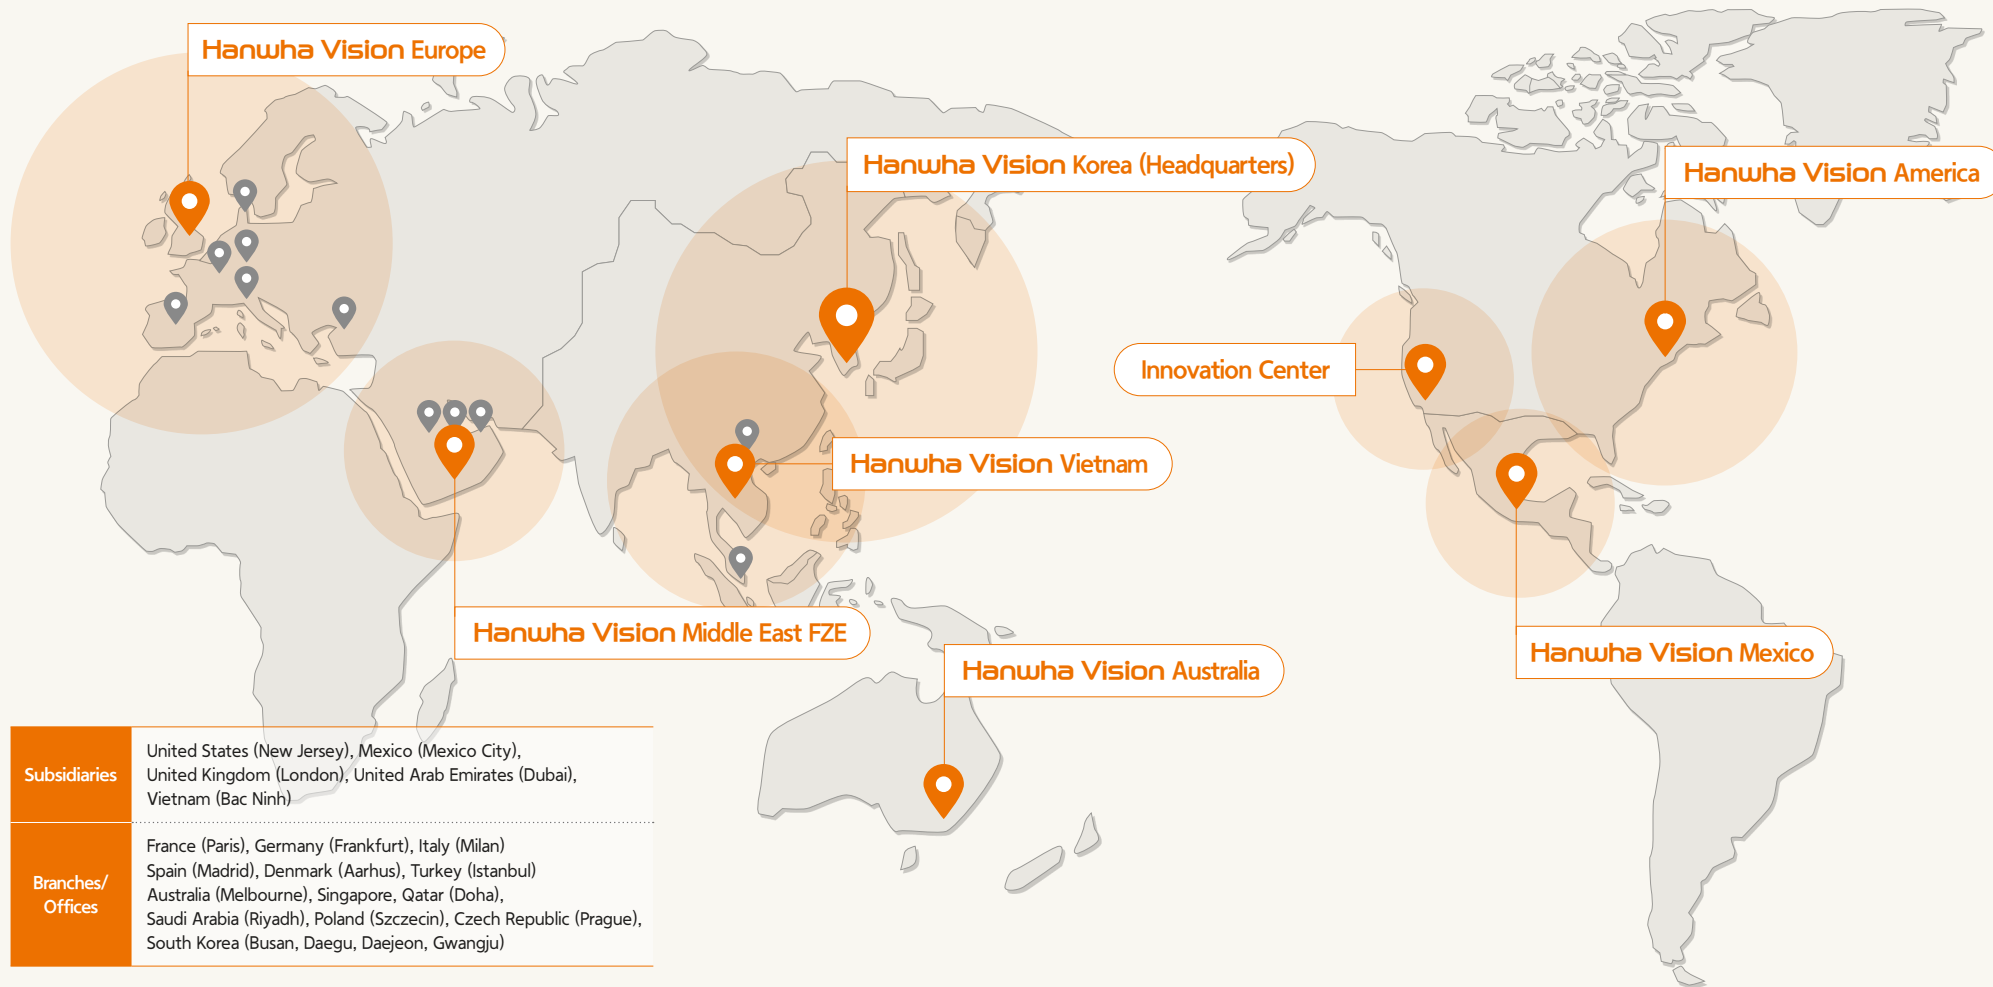 Hanwha Vision Europe
Hanwha Vision Korea (Headquarters)
Hanwha Vision America
Innovation Center
Hanwha Vision Vietnam
Hanwha Vision Middle East FZE
Hanwha Vision Australia
Hanwha Vision Mexico
Subsidiaries
United States (New Jersey), Mexico (Mexico City),
United Kingdom (London), United Arab Emirates (Dubai),
Vietnam (Bac Ninh)
Branches/
Offices
France (Paris), Germany (Frankfurt), Italy (Milan)
Spain (Madrid), Denmark (Aarhus), Turkey (Istanbul)
Australia (Melbourne), Singapore, Qatar (Doha),
Saudi Arabia (Riyadh), Poland (Szczecin), Czech Republic (Prague),
South Korea (Busan, Daegu, Daejeon, Gwangju)